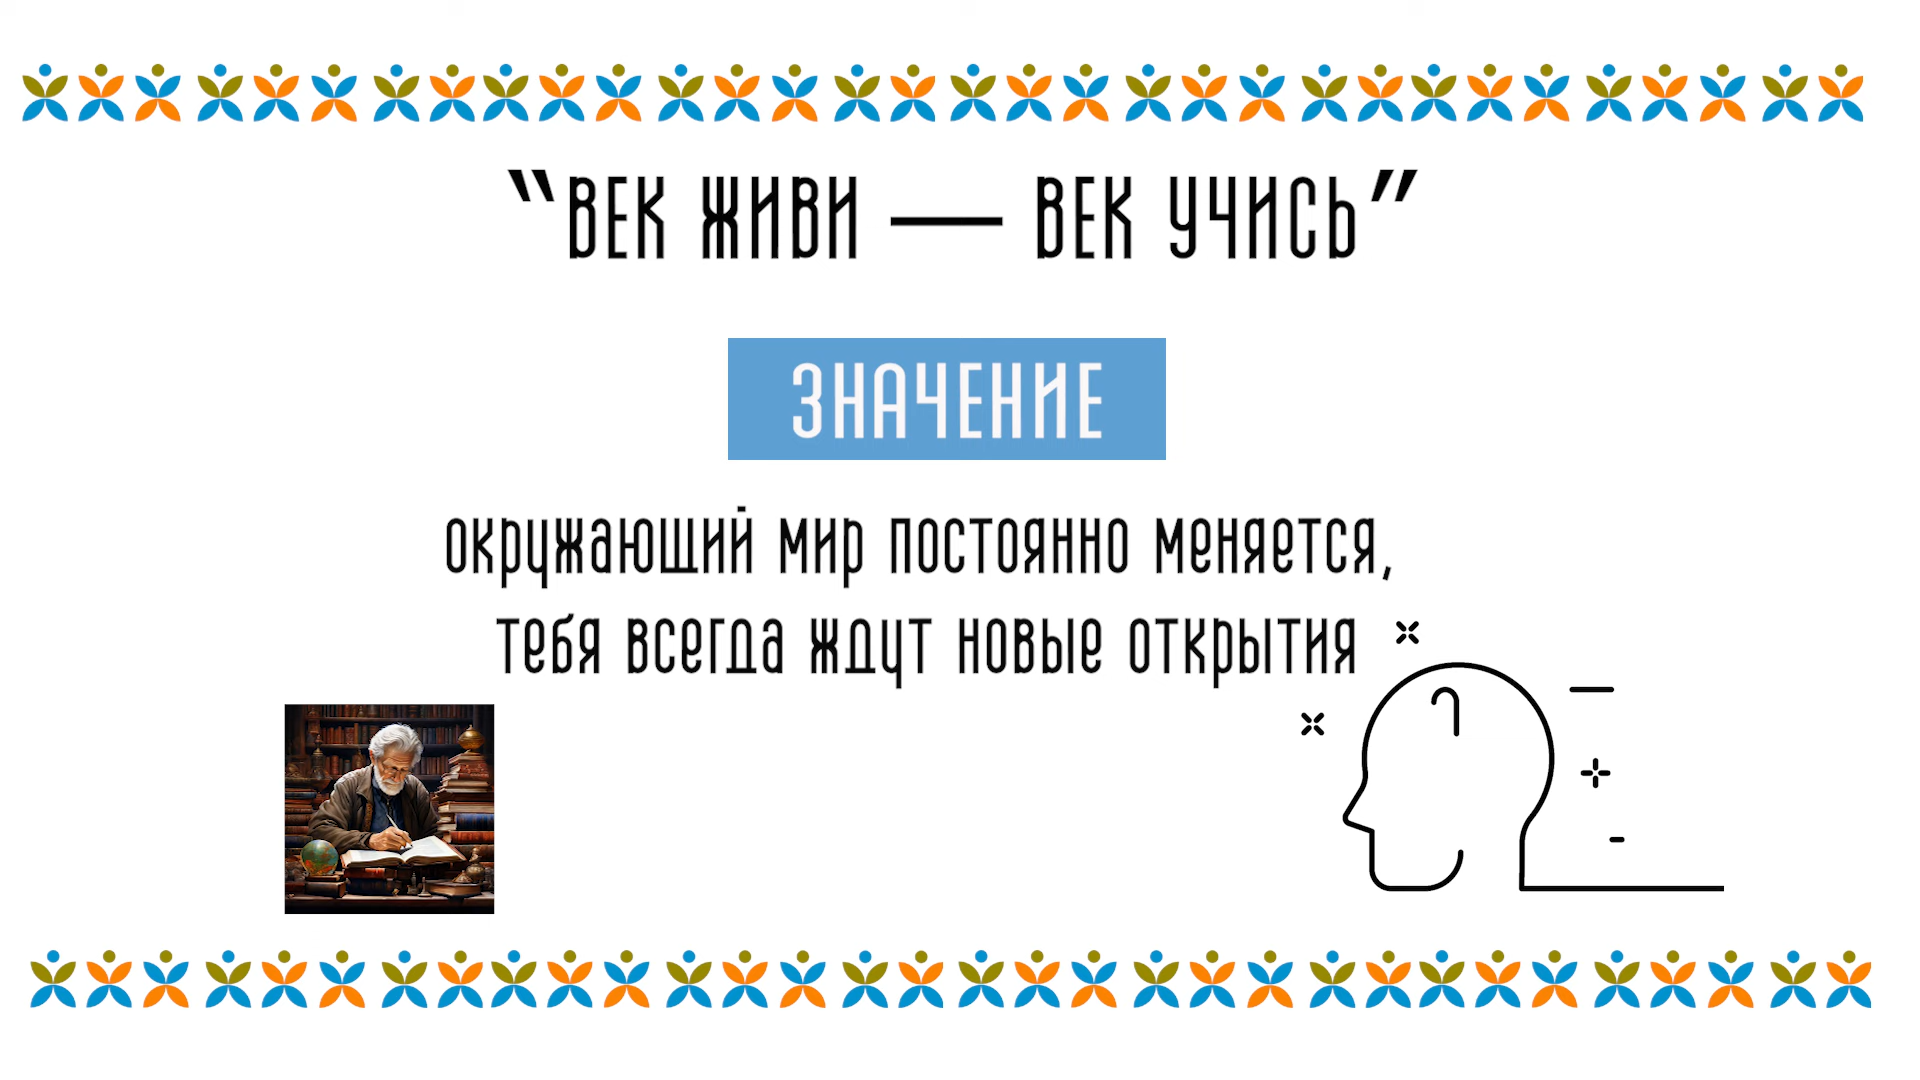 “ВЕК ЖИВИ — ВЕК УЧИСЬ”
ЗНАЧЕНИЕ
окружающий мир постоянно меняется,
тебя всегда ждут новые открытия